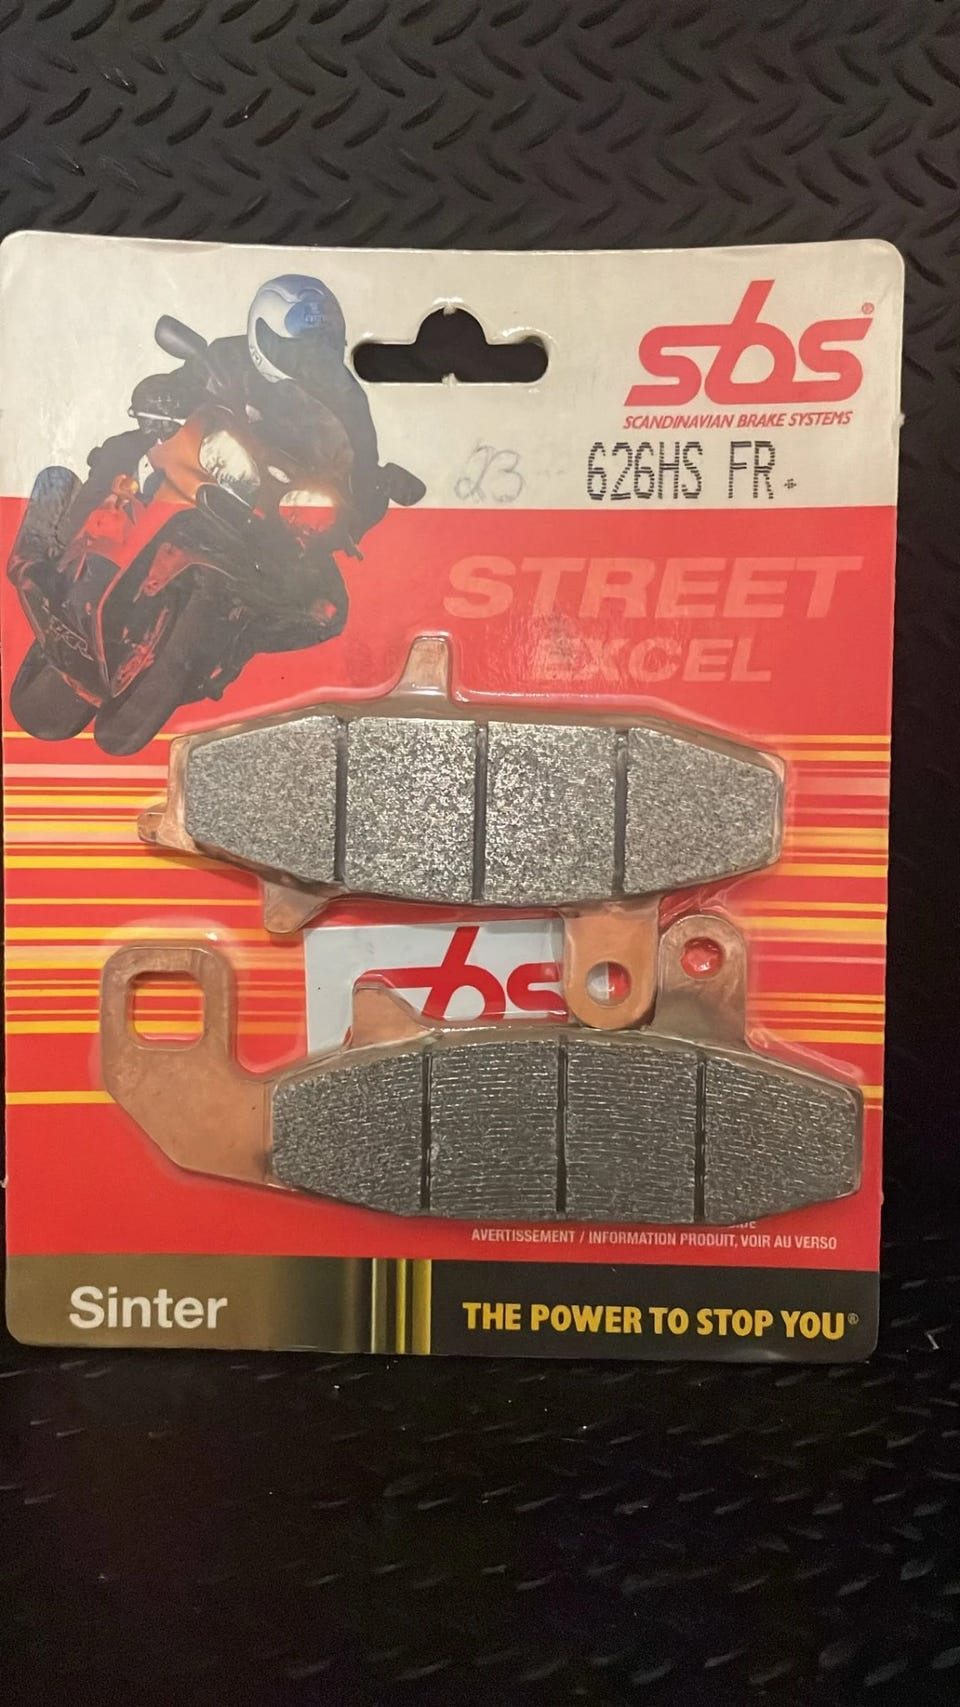 sbs®
SCANDINAVIAN BRAKE SYSTEMS
23
626HS FR.
STREET
EXCEL
sbs
AVERTISSEMENT / INFORMATION PRODUIT, VOIR AU VERSO
Sinter
THE POWER TO STOP YOU®